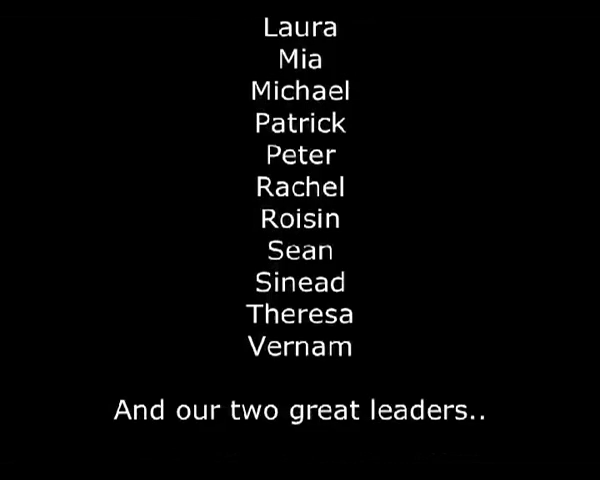 Laura
Mia
Michael
Patrick
Peter
Rachel
Roisin
Sean
Sinead
Theresa
Vernam
And our two great leaders..